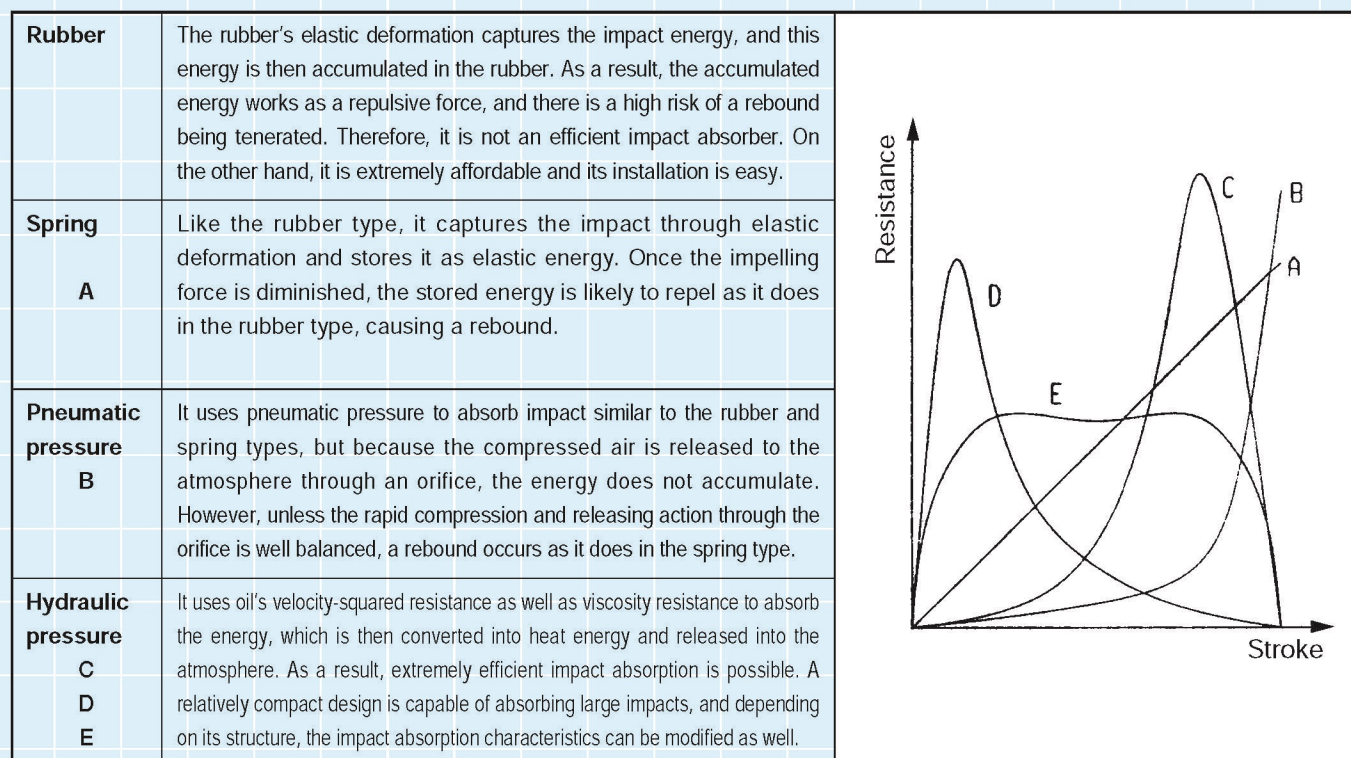 Rubber
The rubber's elastic deformation captures the impact energy, and this
energy is then accumulated in the rubber. As a result, the accumulated
energy works as a repulsive force, and there is a high risk of a rebound
being tenerated. Therefore, it is not an efficient impact absorber. On
the other hand, it is extremely affordable and its installation is easy.
Spring
A
Like the rubber type, it captures the impact through elastic
deformation and stores it as elastic energy. Once the impelling
force is diminished, the stored energy is likely to repel as it does
in the rubber type, causing a rebound.
Pneumatic
pressure
B
It uses pneumatic pressure to absorb impact similar to the rubber and
spring types, but because the compressed air is released to the
atmosphere through an orifice, the energy does not accumulate.
However, unless the rapid compression and releasing action through the
orifice is well balanced, a rebound occurs as it does in the spring type.
Hydraulic
pressure
C
D
E
It uses oil's velocity-squared resistance as well as viscosity resistance to absorb
the energy, which is then converted into heat energy and released into the
atmosphere. As a result, extremely efficient impact absorption is possible. A
relatively compact design is capable of absorbing large impacts, and depending
on its structure, the impact absorption characteristics can be modified as well.
Resistance
C
B
A
D
E
Stroke